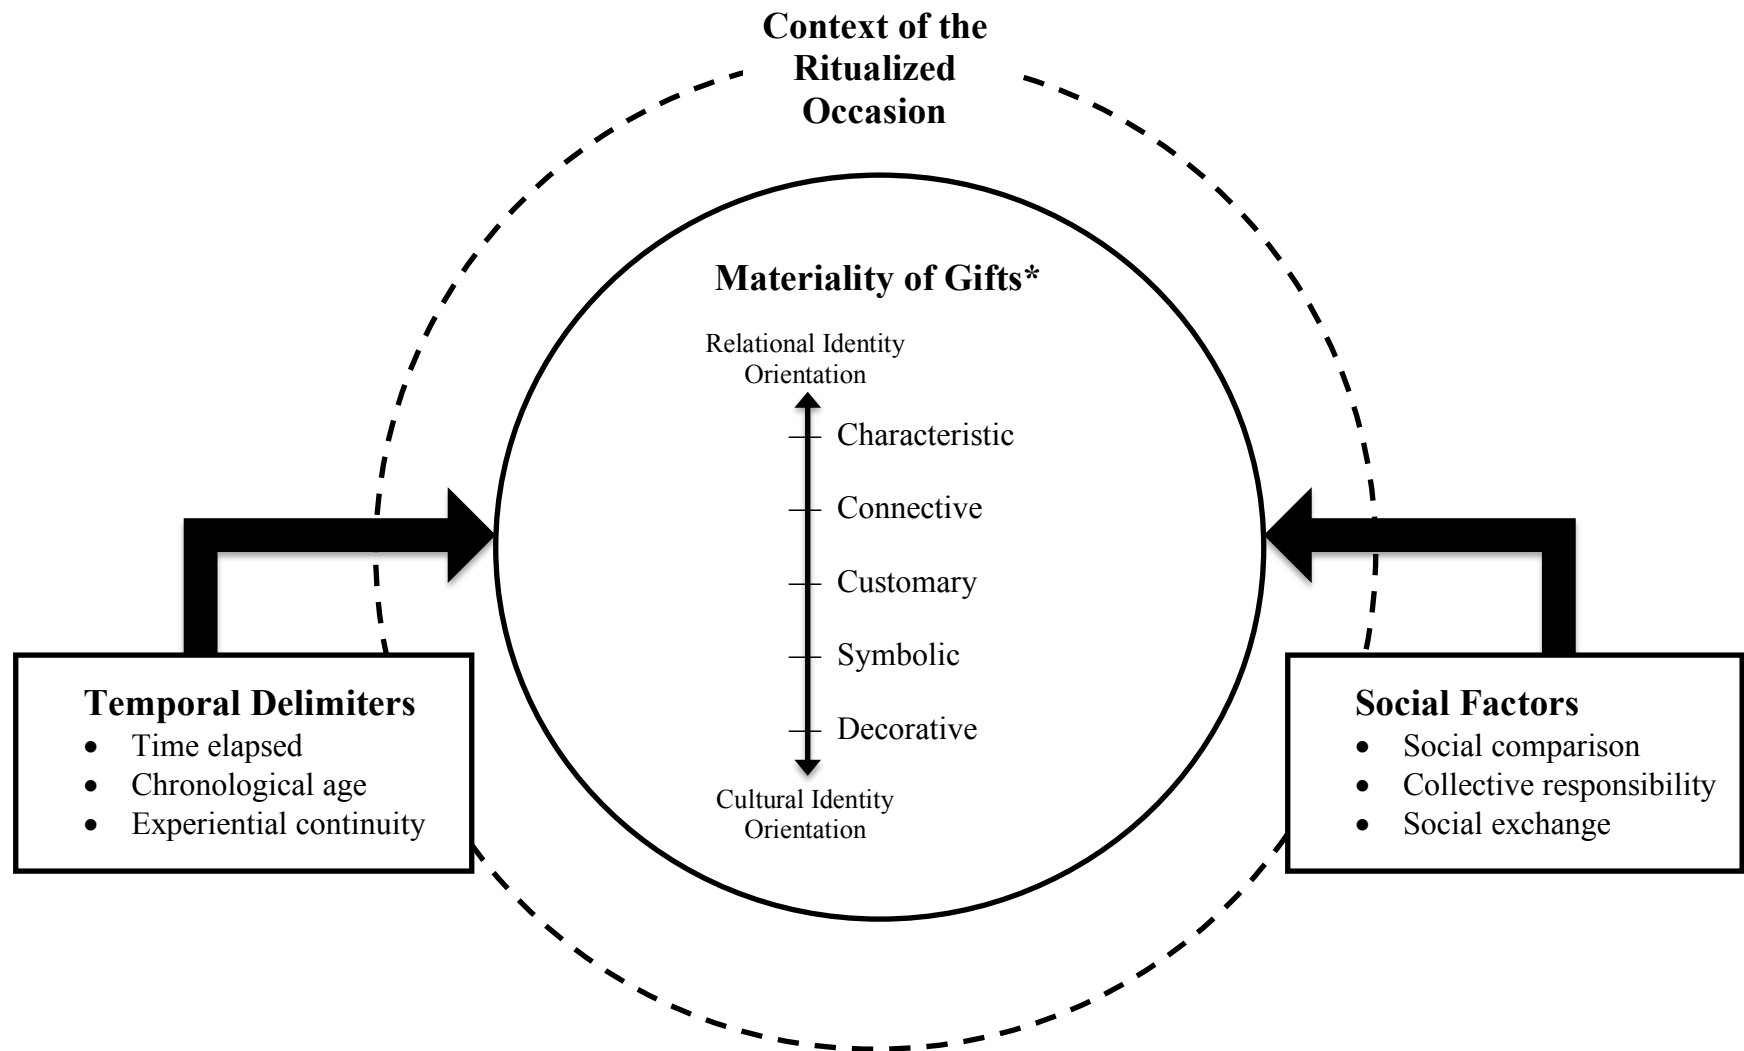 Context of the
Ritualized
Occasion
Materiality of Gifts*
Relational Identity
Orientation
Characteristic
Connective
Customary
Symbolic
Decorative
Cultural Identity
Orientation
Temporal Delimiters
• Time elapsed
• Chronological age
• Experiential continuity
Social Factors
• Social comparison
• Collective responsibility
• Social exchange